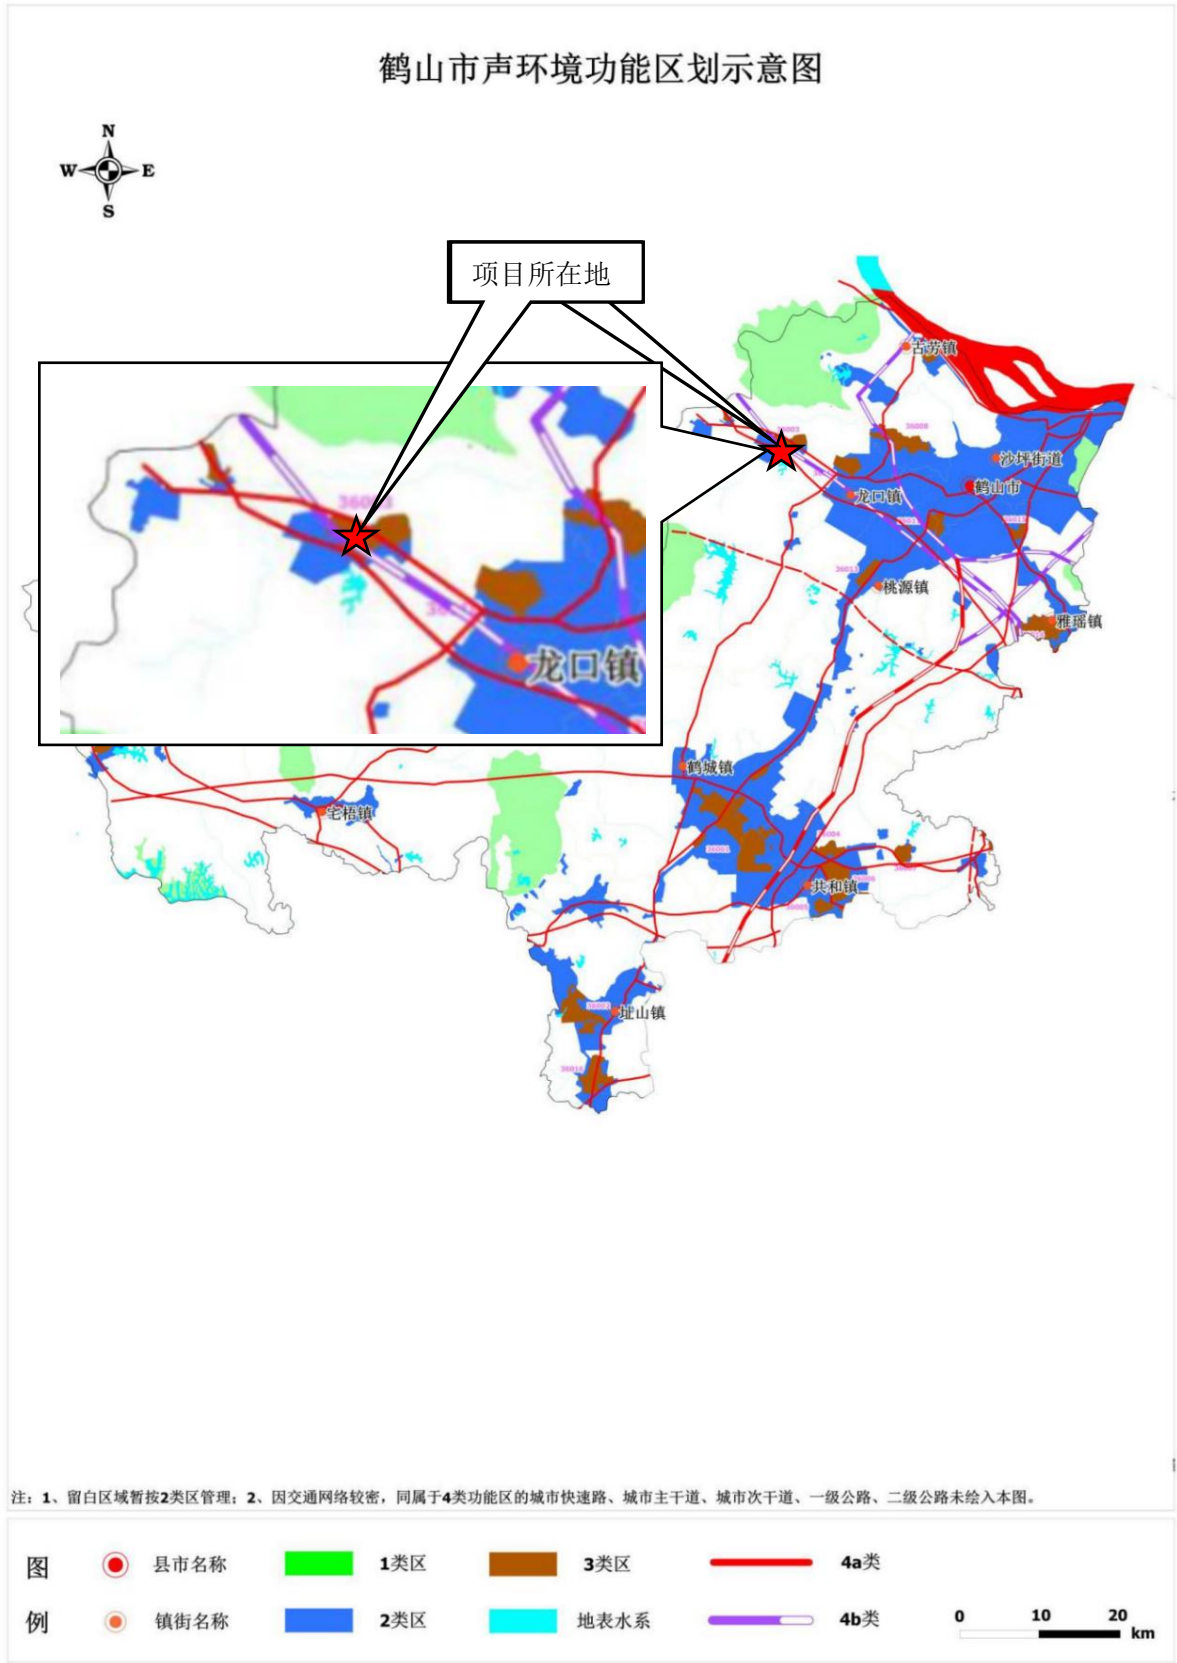 鹤山市声环境功能区划示意图
N
W E
S
项目所在地
古劳镇
36003
36008
沙坪街道
鹤山市
龙口镇
桃源镇
雅瑶镇
龙口镇
鹤城镇
宅梧镇
共和镇
址山镇
注：1、留白区域暂按2类区管理；2、因交通网络较密，同属于4类功能区的城市快速路、城市主干道、城市次干道、一级公路、二级公路未绘入本图。
图 县市名称 1类区 3类区 4a类
例 镇街名称 2类区 地表水系 4b类
0 10 20
km